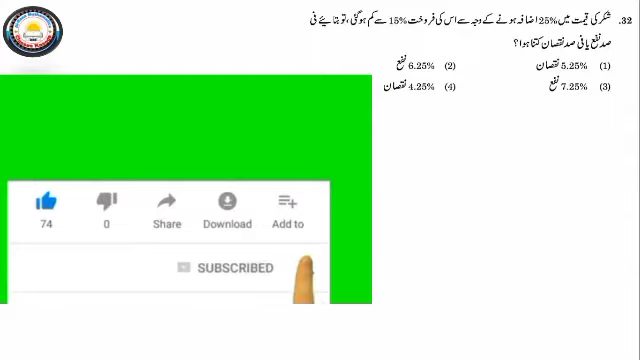 32. شکر کی قیمت میں %25 اضافہ ہونے کے وجہ سے اس کی فروخت %15 سے کم ہوگئی، تو بتایئے فی
صد نفع یا فی صد نقصان کتنا ہوا؟
(1) 5.25% نقصان (2) 6.25% نفع
(3) 7.25% نفع (4) 4.25% نقصان
74 0 Share Download Add to
SUBSCRIBED